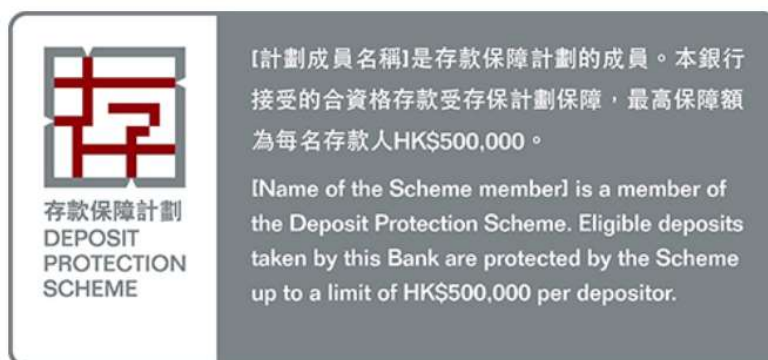 存款保障計劃
DEPOSIT
PROTECTION
SCHEME
[計劃成員名稱]是存款保障計劃的成員。本銀行
接受的合資格存款受存保計劃保障，最高保障額
為每名存款人HK$500,000。
[Name of the Scheme member] is a member of
the Deposit Protection Scheme. Eligible deposits
taken by this Bank are protected by the Scheme
up to a limit of HK$500,000 per depositor.